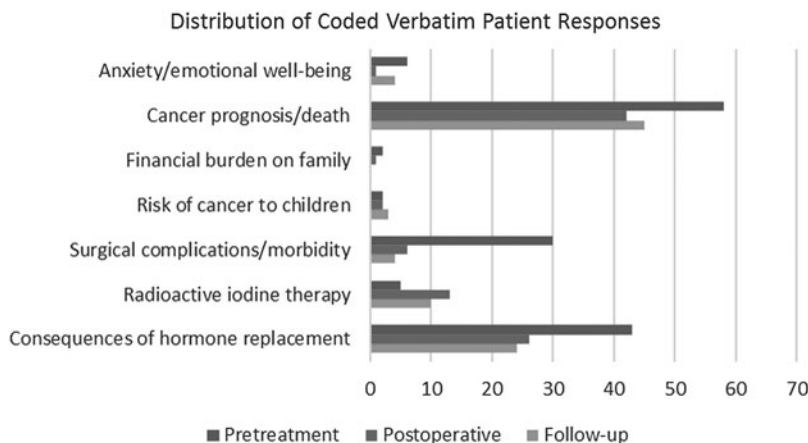 Distribution of Coded Verbatim Patient Responses
Anxiety/emotional well-being
Cancer prognosis/death
Financial burden on family
Risk of cancer to children
Surgical complications/morbidity
Radioactive iodine therapy
Consequences of hormone replacement
0 10 20 30 40 50 60 70
Pretreatment Postoperative Follow-up